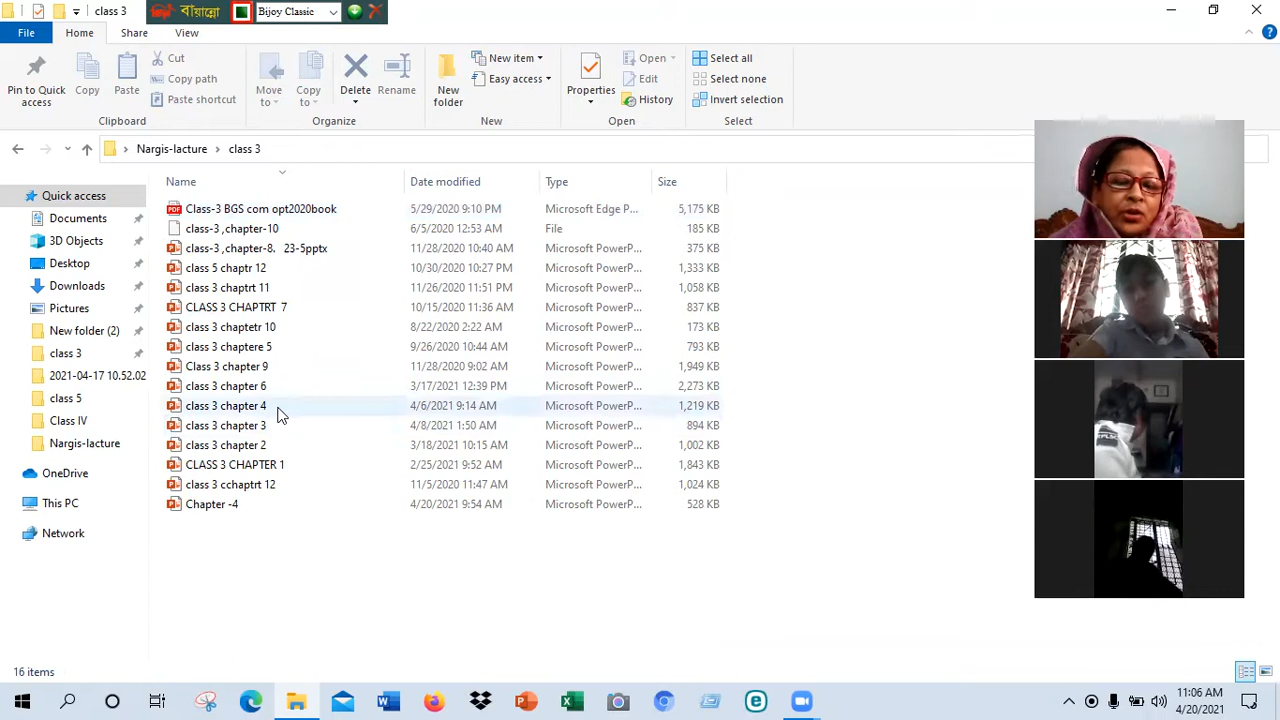 class 3 বায়ান্নো Bijoy Classic
File Home Share View
Pin to Quick access Copy Paste Cut Copy path Paste shortcut Move to Copy to Delete Rename New folder New item Easy access Properties Open Edit History Select all Select none Invert selection
Clipboard Organize New Open Select
Nargis-lacture > class 3
Quick access
Documents
3D Objects
Desktop
Downloads
Pictures
New folder (2)
class 3
2021-04-17 10.52.02
class 5
Class IV
Nargis-lacture
OneDrive
This PC
Network
Name Date modified Type Size
Class-3 BGS com opt2020book 5/29/2020 9:10 PM Microsoft Edge P... 5,175 KB
class-3 ,chapter-10 6/5/2020 12:53 AM File 185 KB
class-3 ,chapter-8. 23-5pptx 11/28/2020 10:40 AM Microsoft PowerP... 375 KB
class 5 chaptr 12 10/30/2020 10:27 PM Microsoft PowerP... 1,333 KB
class 3 chaptrt 11 11/26/2020 11:51 PM Microsoft PowerP... 1,058 KB
CLASS 3 CHAPTRT 7 10/15/2020 11:36 AM Microsoft PowerP... 837 KB
class 3 chaptetr 10 8/22/2020 2:22 AM Microsoft PowerP... 173 KB
class 3 chaptere 5 9/26/2020 10:44 AM Microsoft PowerP... 793 KB
Class 3 chapter 9 11/28/2020 9:02 AM Microsoft PowerP... 1,949 KB
class 3 chapter 6 3/17/2021 12:39 PM Microsoft PowerP... 2,273 KB
class 3 chapter 4 4/6/2021 9:14 AM Microsoft PowerP... 1,219 KB
class 3 chapter 3 4/8/2021 1:50 AM Microsoft PowerP... 894 KB
class 3 chapter 2 3/18/2021 10:15 AM Microsoft PowerP... 1,002 KB
CLASS 3 CHAPTER 1 2/25/2021 9:52 AM Microsoft PowerP... 1,843 KB
class 3 cchaptrt 12 11/5/2020 11:47 AM Microsoft PowerP... 1,024 KB
Chapter -4 4/20/2021 9:54 AM Microsoft PowerP... 528 KB
16 items
11:06 AM
4/20/2021